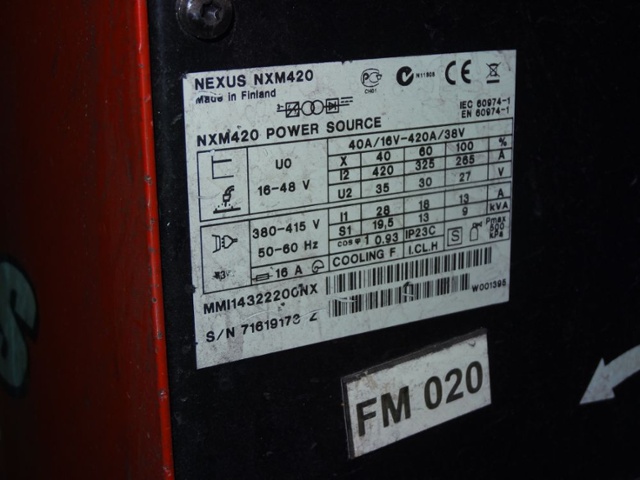 NEXUS NXM420
Made in Finland
N11808
CE
IEC 60974-1
EN 60974-1
NXM420 POWER SOURCE
40A/16V-420A/38V
U0
16-48 V
X 40 60 100 %
I2 420 325 265 A
U2 35 30 27 V
380-415 V
50-60 Hz
I1 28 18 13 A
S1 19,5 13 9 kVA
cos φ 0.93 IP23C S Pmax 500 kPa
16 A
COOLING F I.CL.H
MMI14322200NX
W001395
S/N 71619178
FM 020
S